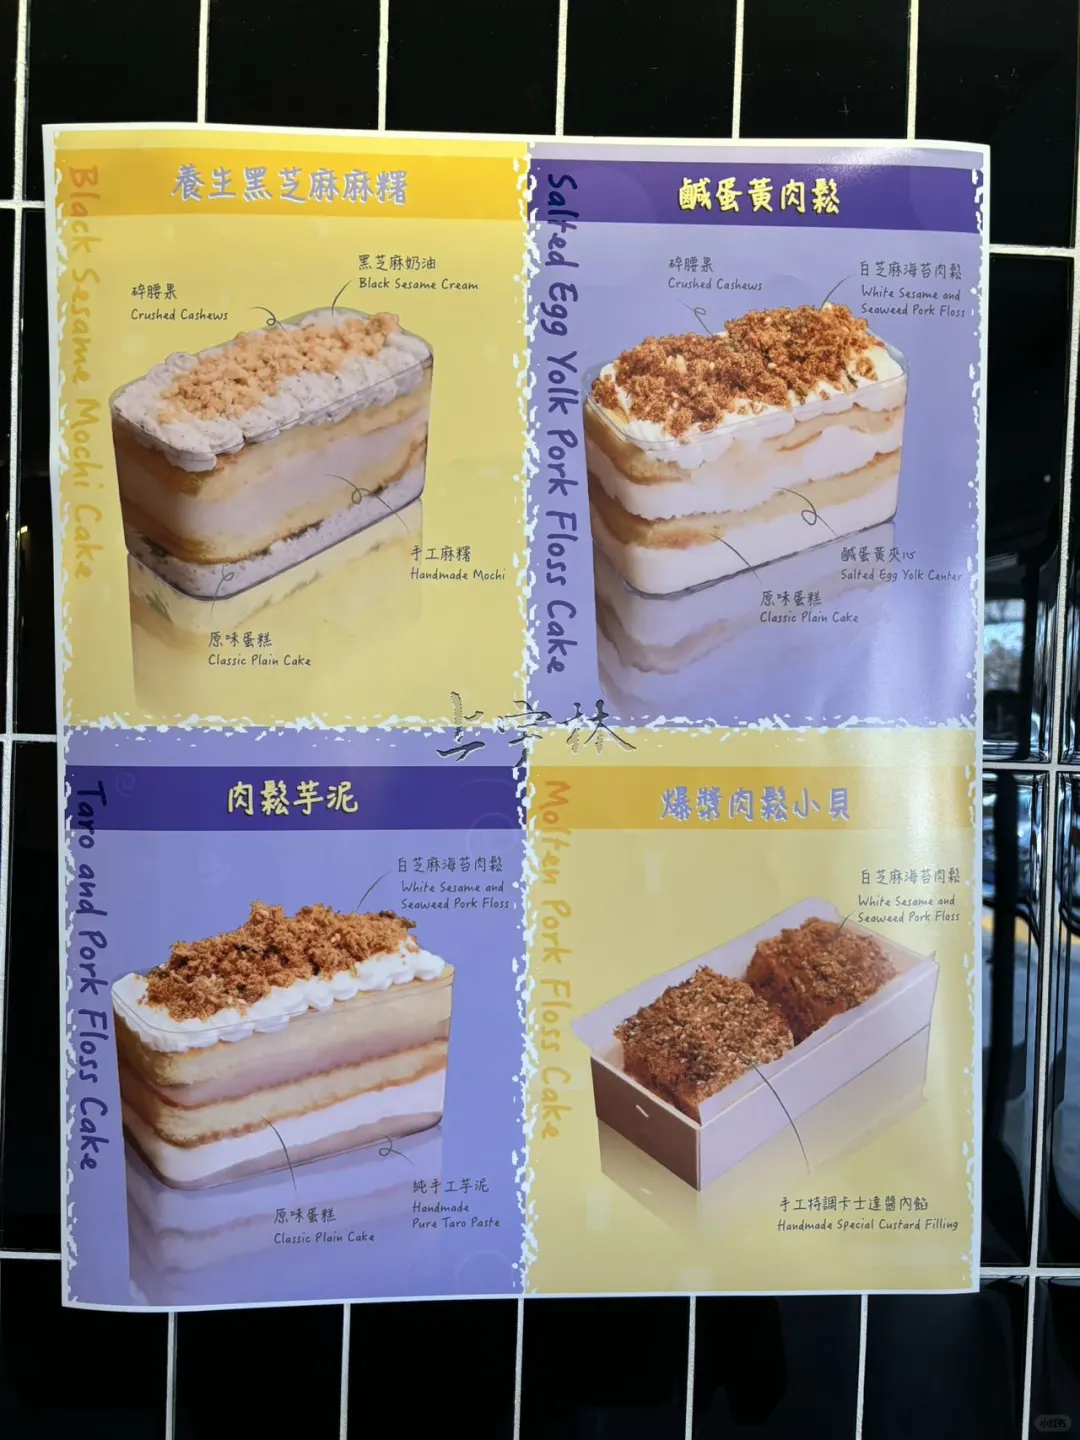 養生黑芝麻麻糬
Black Sesame Mochi Cake
黑芝麻奶油
Black Sesame Cream
碎腰果
Crushed Cashews
手工麻糬
Handmade Mochi
原味蛋糕
Classic Plain Cake
鹹蛋黃肉鬆
Salted Egg Yolk Pork Floss Cake
碎腰果
Crushed Cashews
白芝麻海苔肉鬆
White Sesame and
Seaweed Pork Floss
鹹蛋黃夾心
Salted Egg Yolk Center
原味蛋糕
Classic Plain Cake
上宇林
肉鬆芋泥
Taro and Pork Floss Cake
白芝麻海苔肉鬆
White Sesame and
Seaweed Pork Floss
純手工芋泥
Handmade
Pure Taro Paste
原味蛋糕
Classic Plain Cake
爆漿肉鬆小貝
Molten Pork Floss Cake
白芝麻海苔肉鬆
White Sesame and
Seaweed Pork Floss
手工特調卡士達醬內餡
Handmade Special Custard Filling
小红书